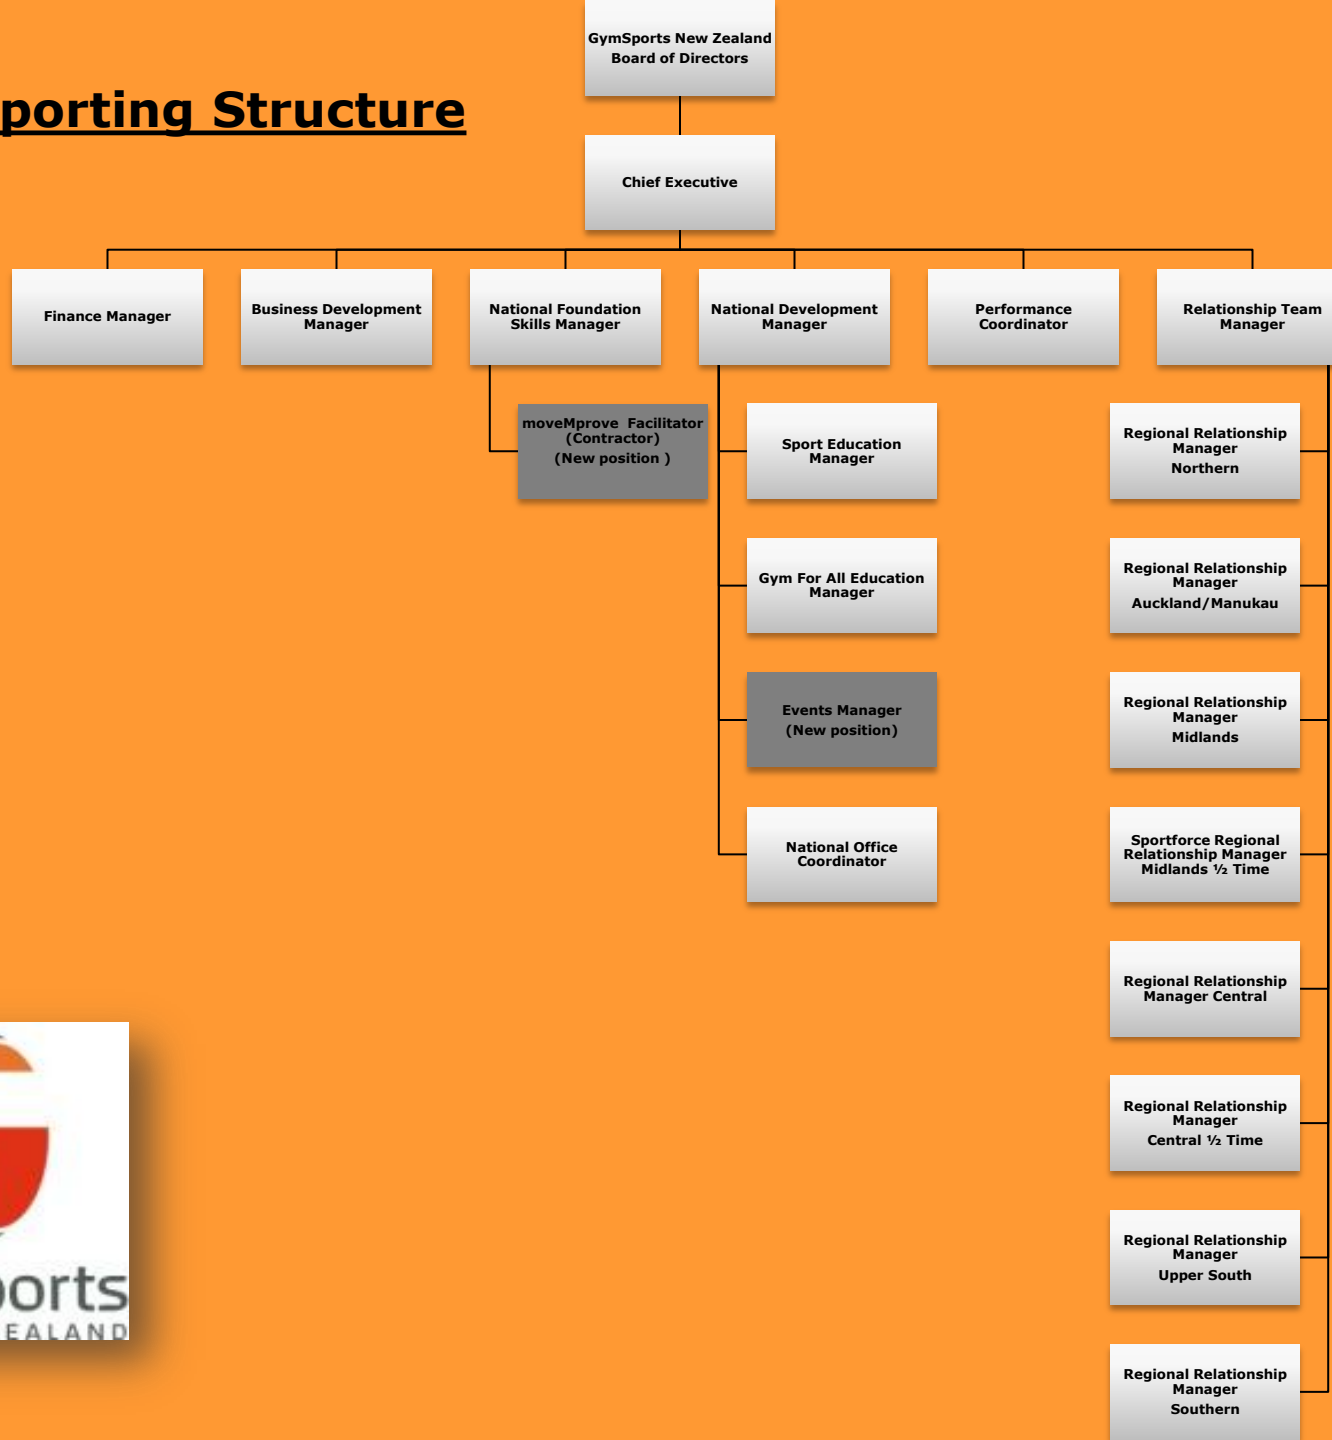 GymSports New Zealand
Board of Directors
porting Structure
Chief Executive
Finance Manager
Business Development
Manager
National Foundation
Skills Manager
National Development
Manager
Performance
Coordinator
Relationship Team
Manager
moveMprove  Facilitator
(Contractor)
(New position )
Sport Education
Manager
Gym For All Education
Manager
Events Manager
(New position)
National Office
Coordinator
Regional Relationship
Manager
Northern
Regional Relationship
Manager
Auckland/Manukau
Regional Relationship
Manager
Midlands
Sportforce Regional
Relationship Manager
Midlands ½ Time
Regional Relationship
Manager Central
Regional Relationship
Manager
Central ½ Time
Regional Relationship
Manager
Upper South
Regional Relationship
Manager
Southern
ports
EALAND